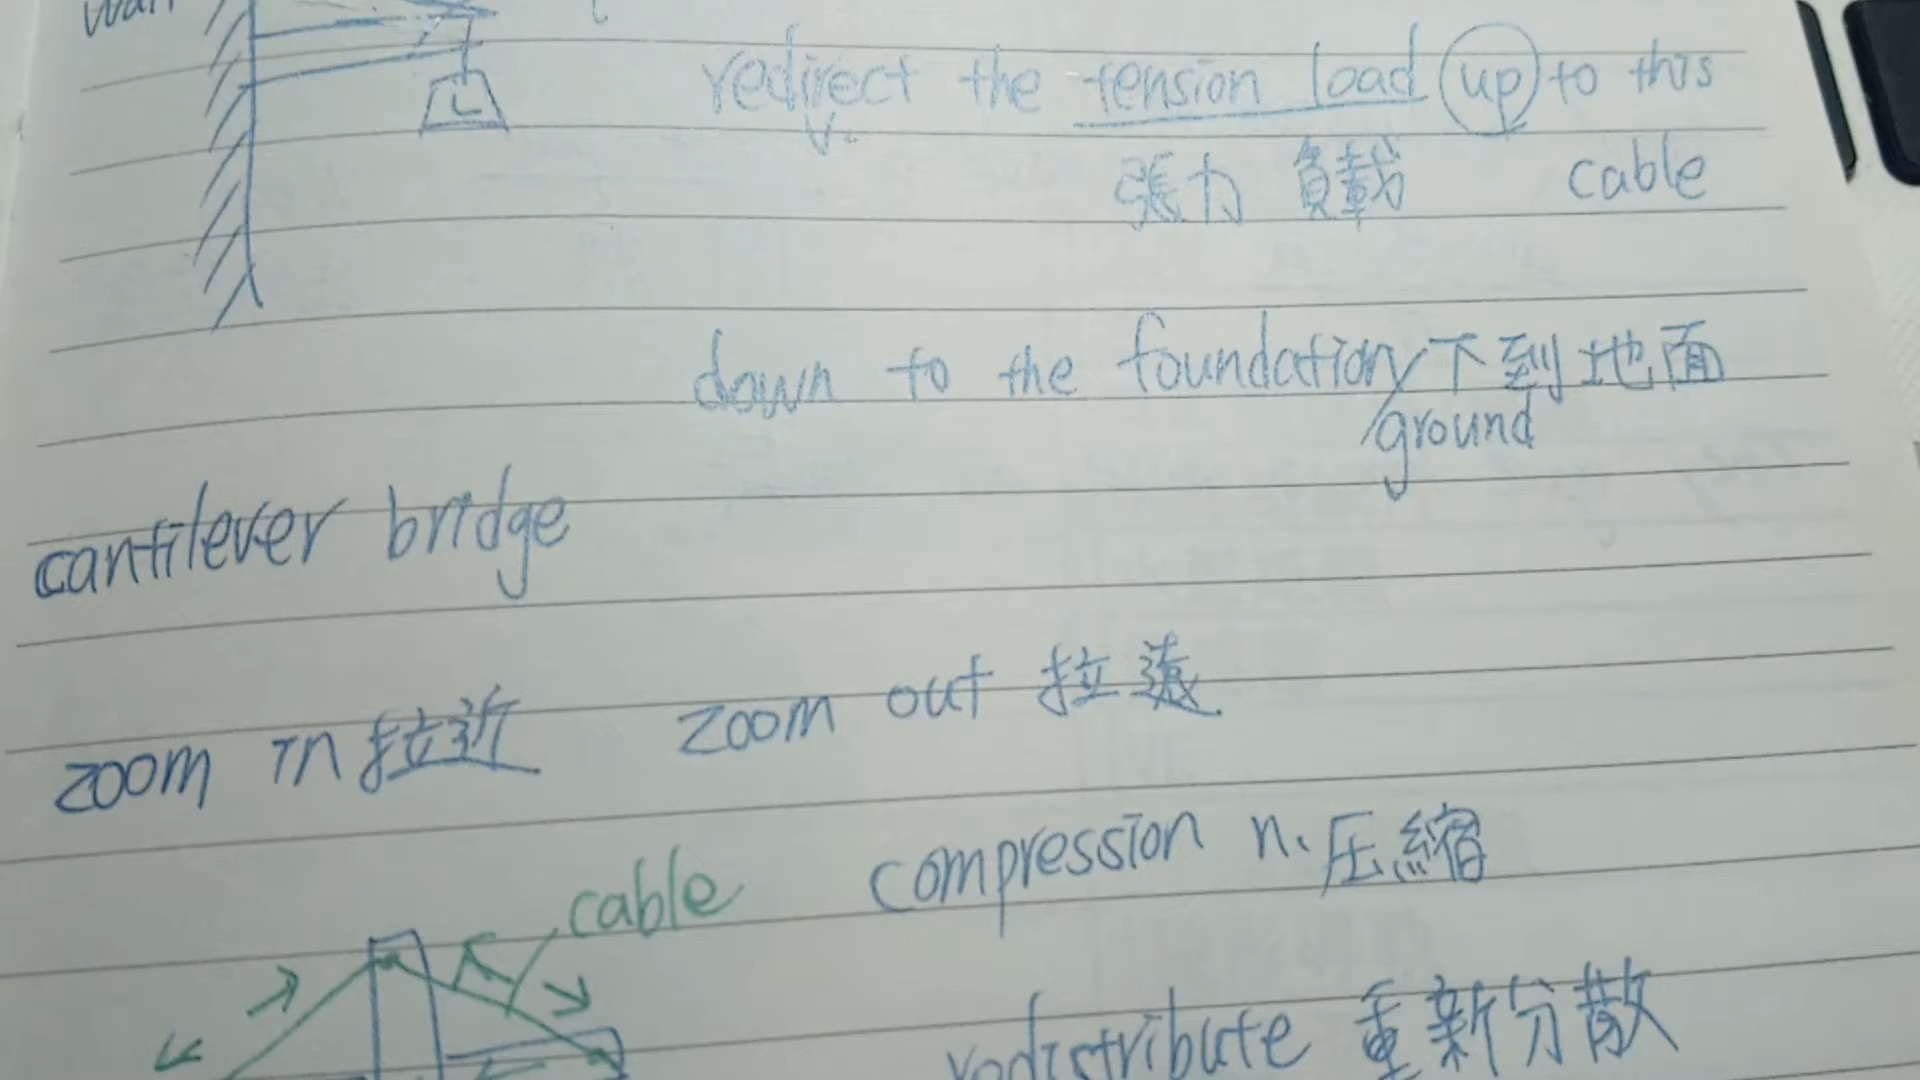 wall
L
redirect the tension load up to this
v.
張力 負載 cable
down to the foundation/下到地面
/ground
cantilever bridge
zoom in 拉近 zoom out 拉遠
compression n. 压縮
cable
redistribute 重新分散